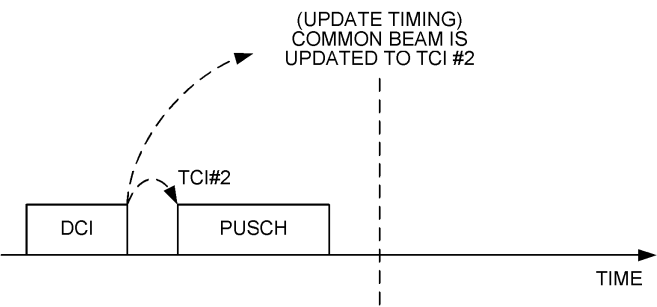 (UPDATE TIMING)
COMMON BEAM IS
UPDATED TO TCI #2
TCI#2
DCI
PUSCH
TIME